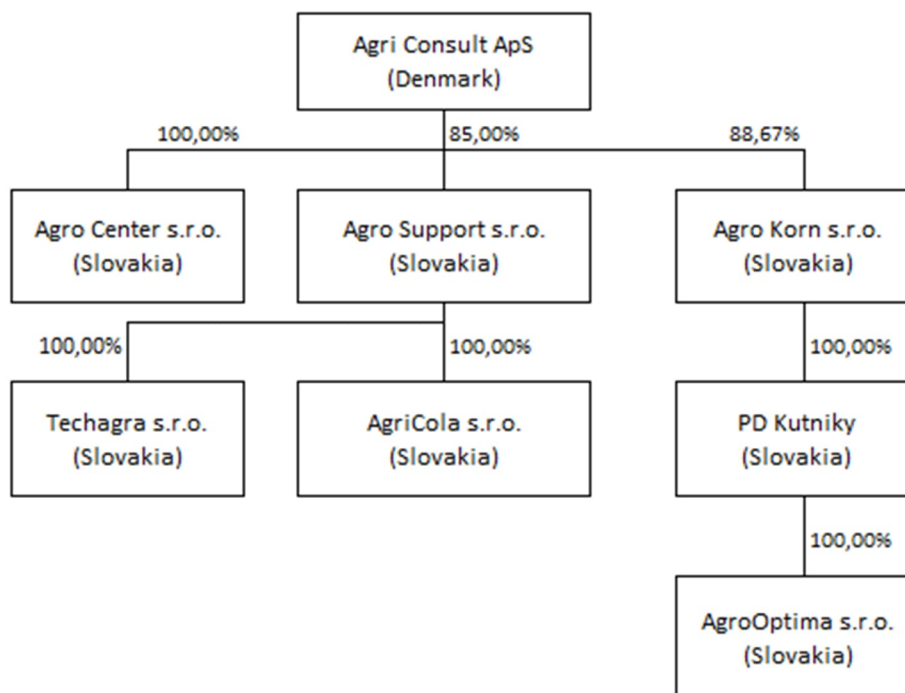 Agri Consult ApS
(Denmark)
100,00%
85,00%
88,67%
Agro Center s.r.o.
(Slovakia)
Agro Support s.r.o.
(Slovakia)
Agro Korn s.r.o.
(Slovakia)
100,00%
100,00%
100,00%
Techagra s.r.o.
(Slovakia)
AgriCola s.r.o.
(Slovakia)
PD Kutniky
(Slovakia)
100,00%
AgroOptima s.r.o.
(Slovakia)